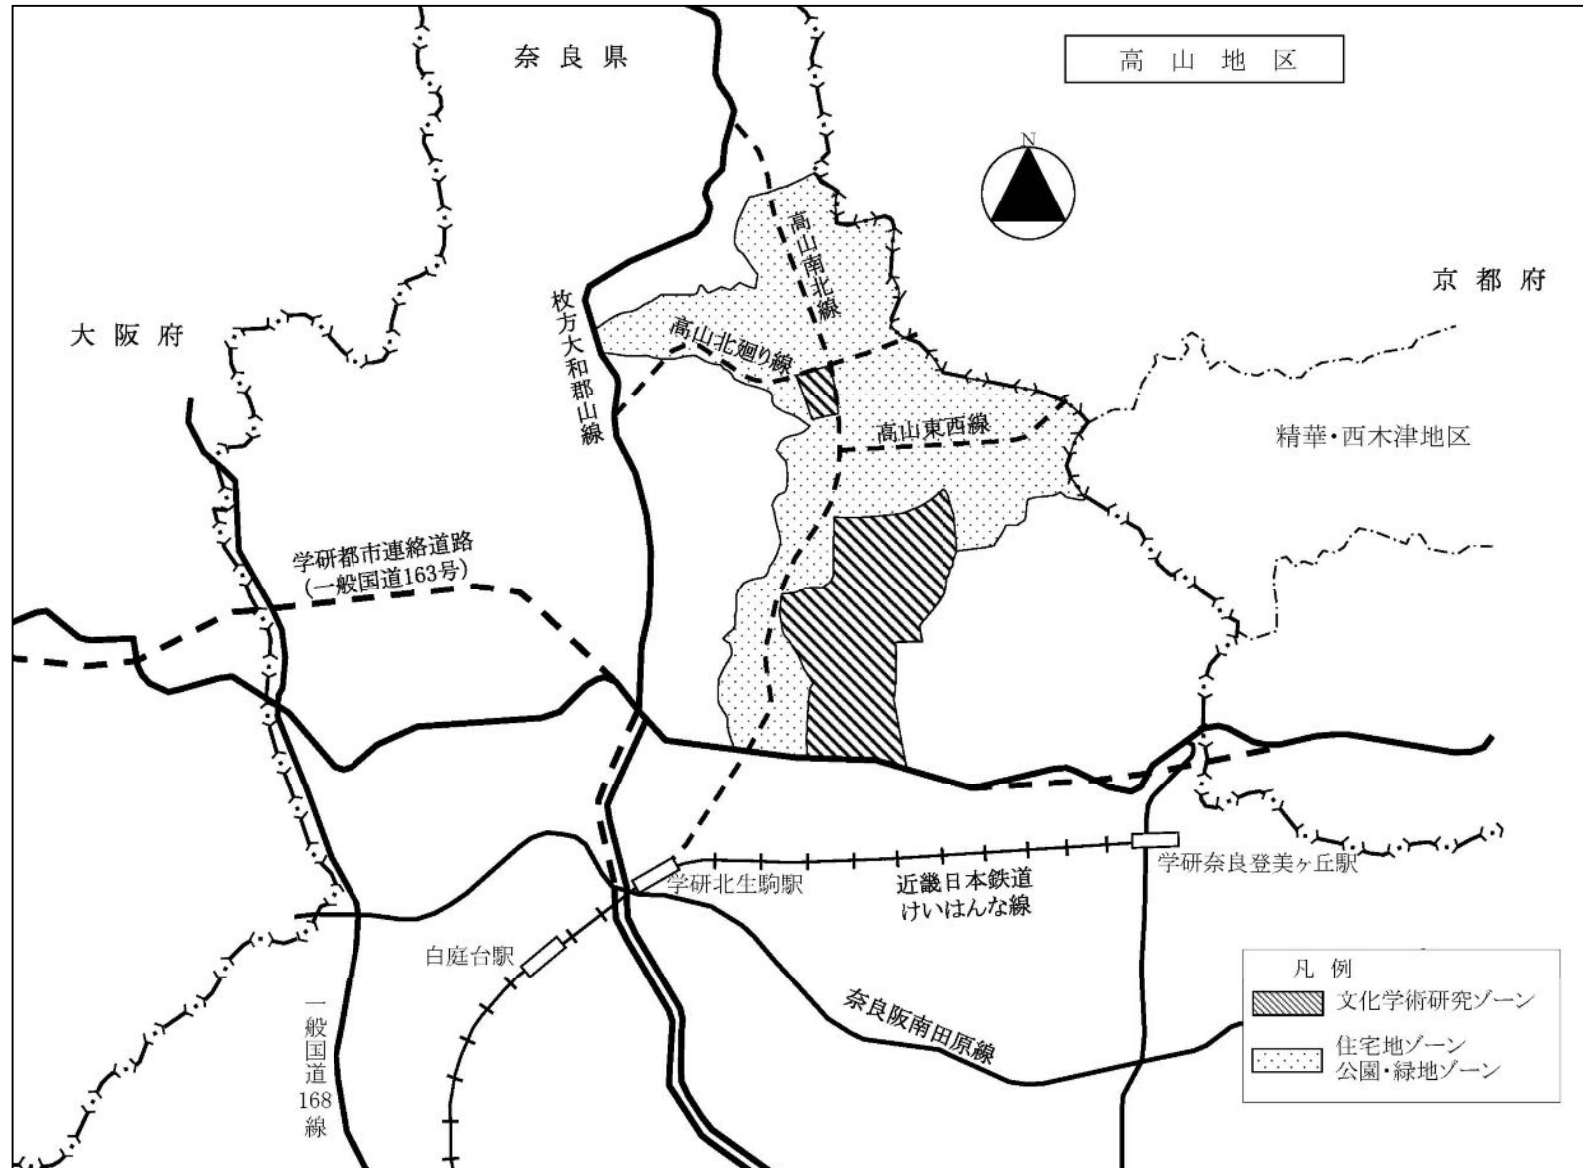 奈良県
高山地区
N
京都府
大阪府
高山南北線
枚方大和郡山線
高山北廻り線
高山東西線
精華・西木津地区
学研都市連絡道路
(一般国道163号)
学研北生駒駅
学研奈良登美ヶ丘駅
近畿日本鉄道
けいはんな線
白庭台駅
奈良阪南田原線
一般国道168線
凡例
文化学術研究ゾーン
住宅地ゾーン
公園・緑地ゾーン